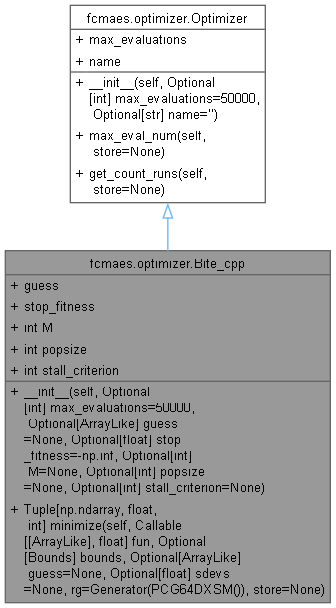 fcmaes.optimizer.Optimizer
+ max_evaluations
+ name
+ __init__(self, Optional
[int] max_evaluations=50000,
Optional[str] name='')
+ max_eval_num(self,
store=None)
+ get_count_runs(self,
store=None)
fcmaes.optimizer.Bite_cpp
+ guess
+ stop_fitness
+ int M
+ int popsize
+ int stall_criterion
+ __init__(self, Optional
[int] max_evaluations=50000,
Optional[ArrayLike] guess
=None, Optional[float] stop
_fitness=-np.inf, Optional[int]
M=None, Optional[int] popsize
=None, Optional[int] stall_criterion=None)
+ Tuple[np.ndarray, float,
int] minimize(self, Callable
[[ArrayLike], float] fun, Optional
[Bounds] bounds, Optional[ArrayLike]
guess=None, Optional[float] sdevs
=None, rg=Generator(PCG64DXSM()), store=None)